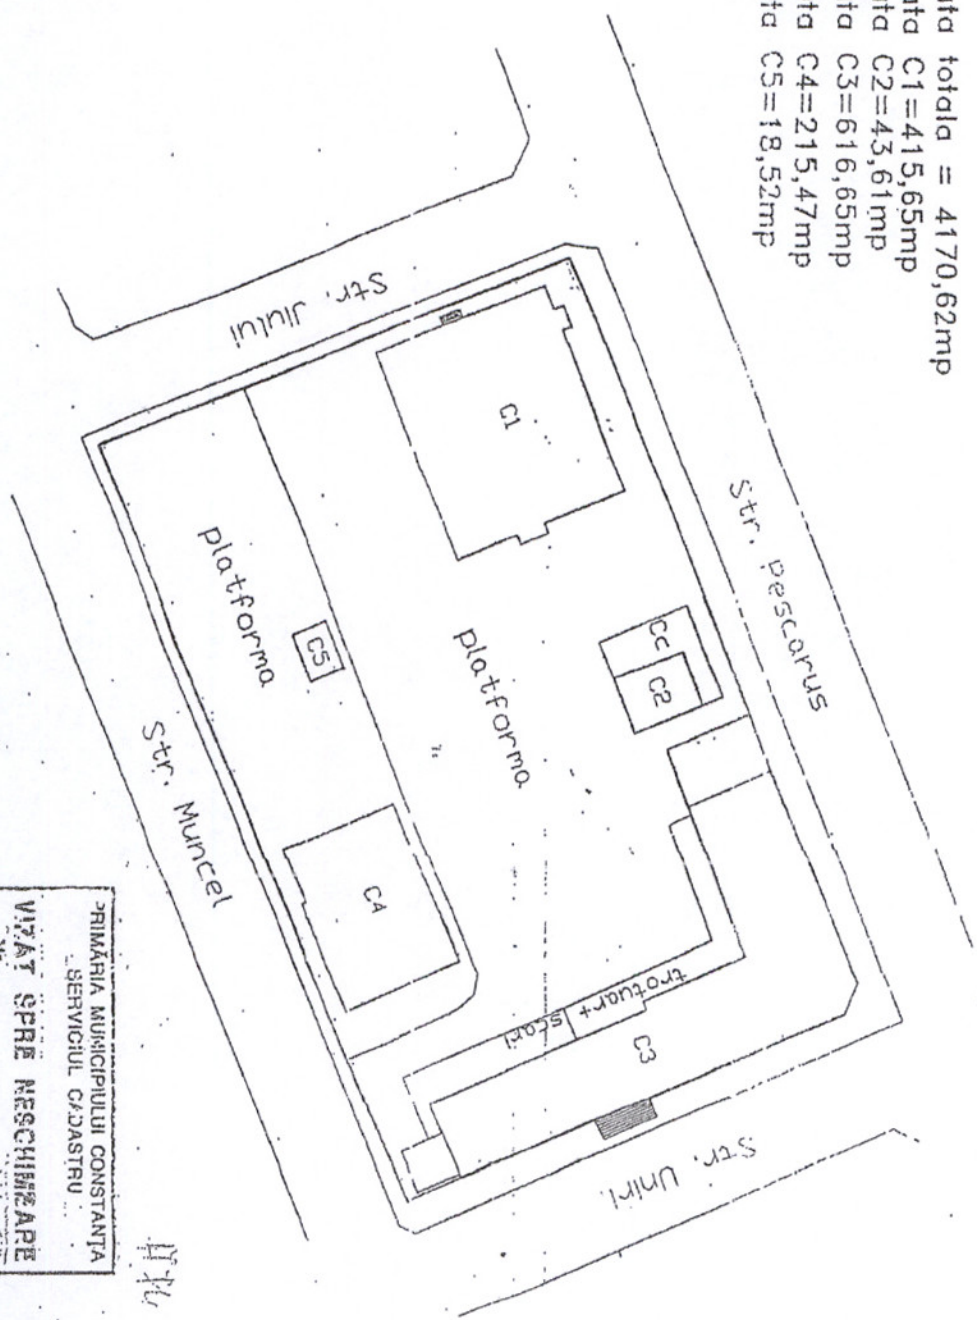 ta totala = 4170,62mp
ta C1=415,65mp
ta C2=43,61mp
ta C3=616,65mp
ta C4=215,47mp
ta C5=18,52mp
Str. Pescarus
Str. Jiului
C1
Cc
C2
platforma
platforma
C5
C4
trotuar+
scari
C3
Str. Muncel
Str. Unirii
PRIMĂRIA MUNICIPIULUI CONSTANȚA
SERVICIUL CADASTRU
VIZAT SPRE NESCHIMBARE